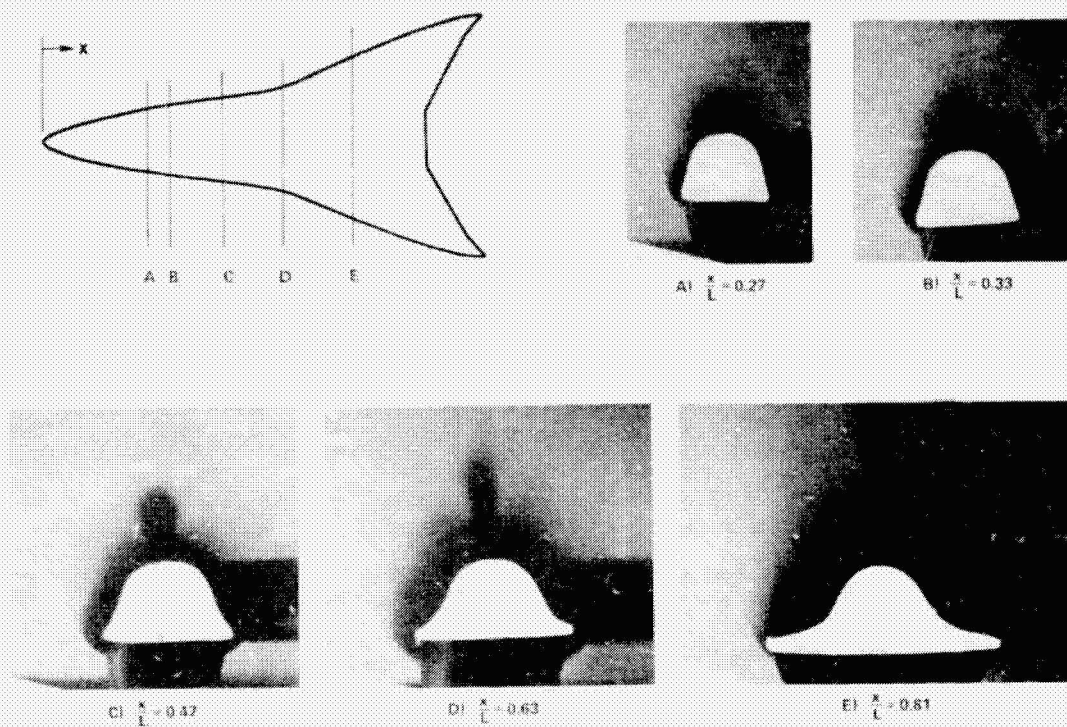 x
A B C D E
A) x/L = 0.27
B) x/L = 0.33
C) x/L = 0.47
D) x/L = 0.63
E) x/L = 0.81